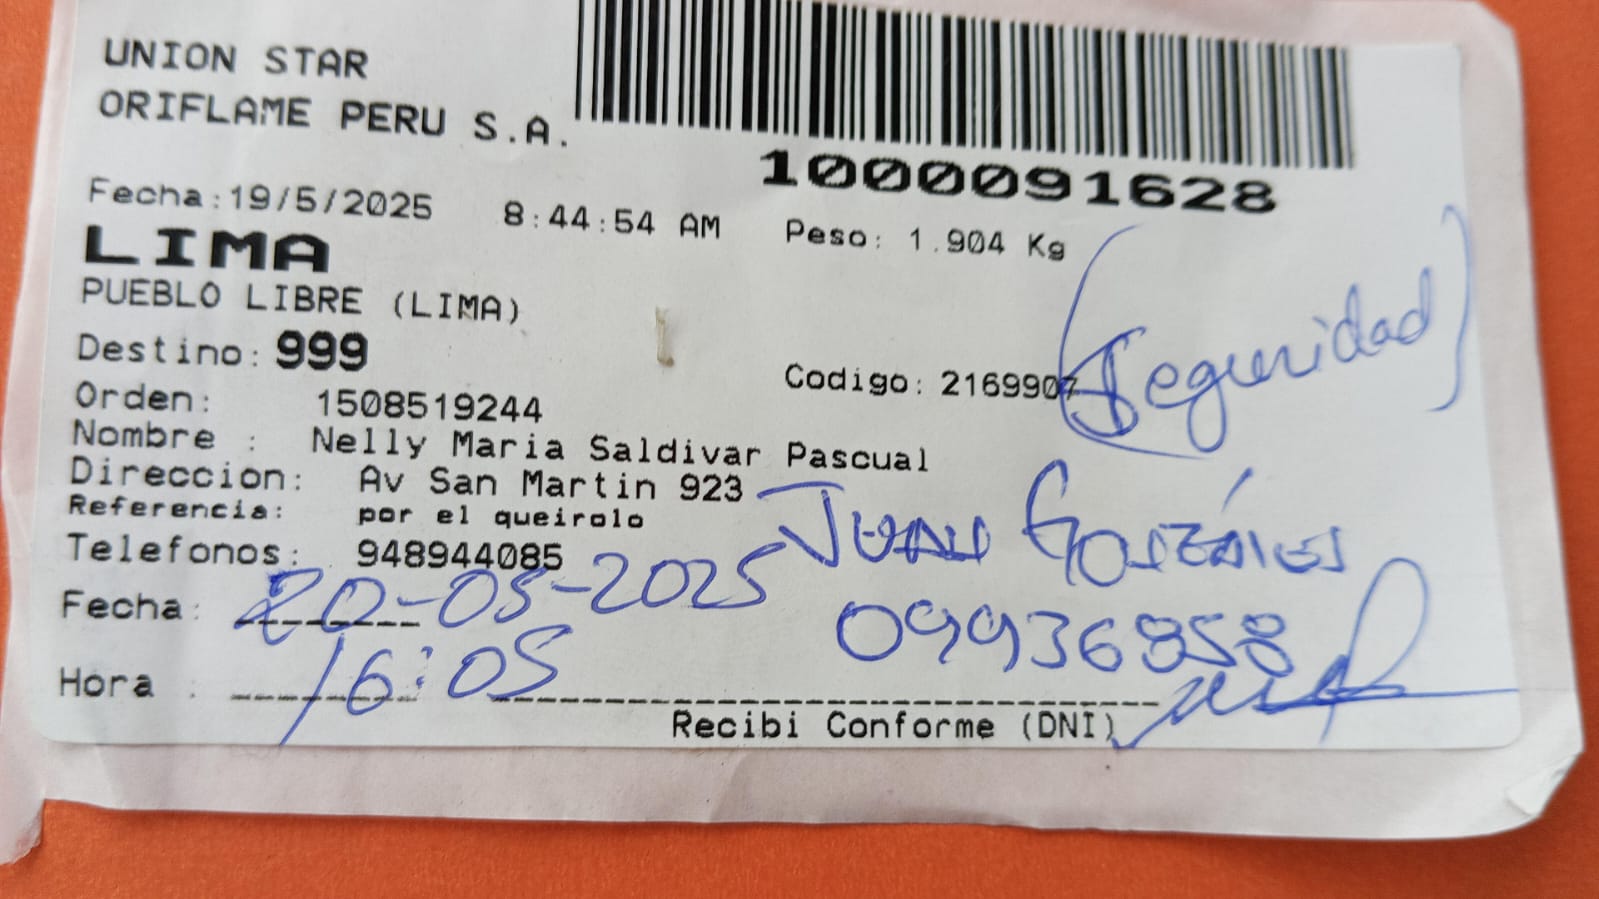 UNION STAR
ORIFLAME PERU S.A.
1000091628
Fecha:19/5/2025 8:44:54 AM Peso: 1.904 Kg
LIMA
PUEBLO LIBRE (LIMA)
(Seguridad)
Destino: 999
Codigo: 2169907
Orden: 1508519244
Nombre : Nelly Maria Saldivar Pascual
Direccion: Av San Martin 923
Referencia: por el queirolo
JUAN GONZÁLES
Telefonos: 948944085
Fecha: 20-05-2025
09936858
Hora : 16:05
Recibi Conforme (DNI)